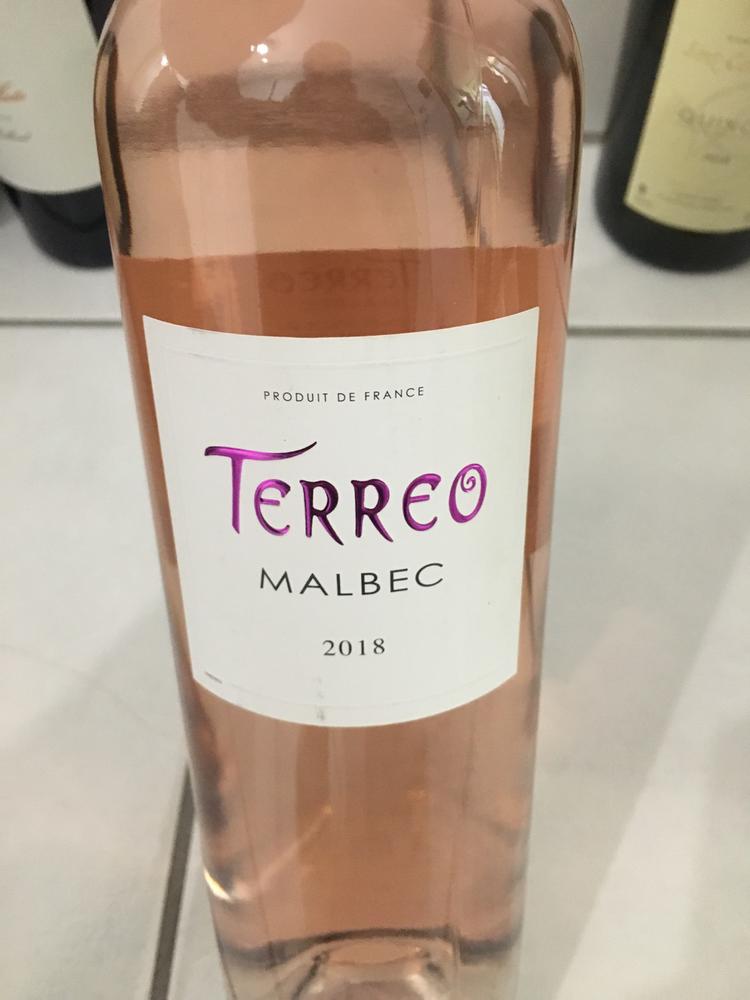 PRODUIT DE FRANCE
TERREO
MALBEC
2018